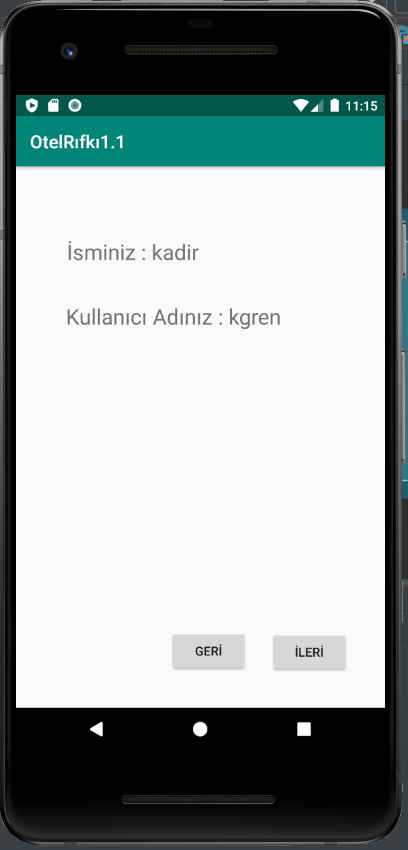 11:15
OtelRıfkı1.1
İsminiz : kadir
Kullanıcı Adınız : kgren
GERİ
İLERİ